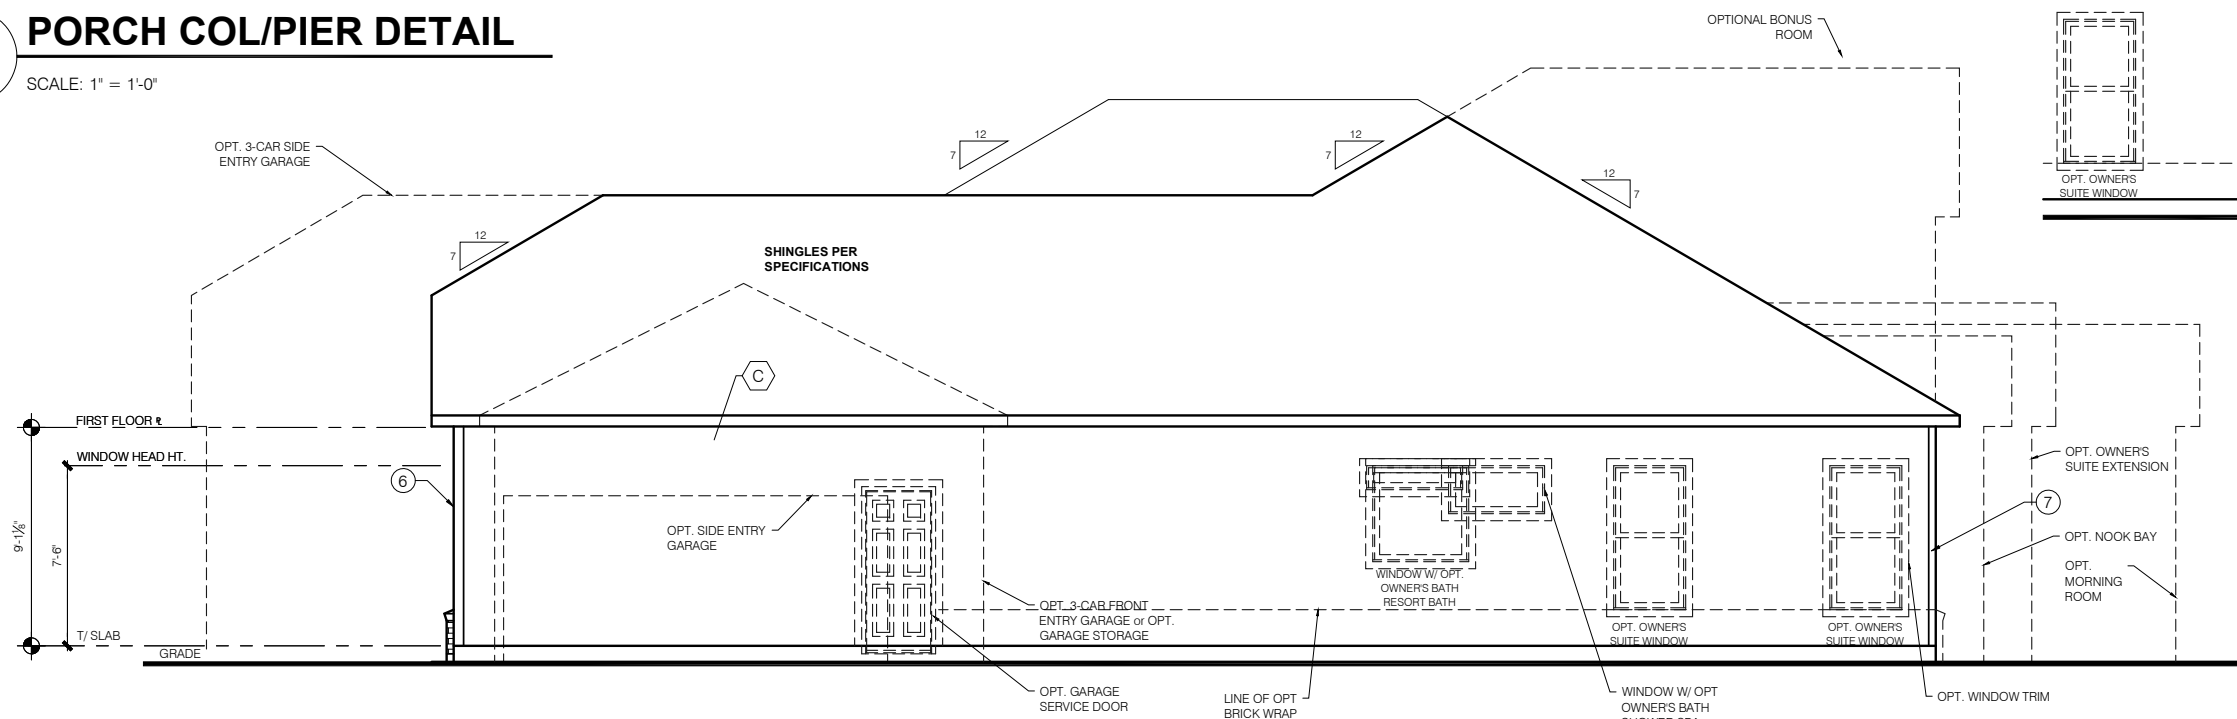 PORCH COL/PIER DETAIL
SCALE: 1" = 1'-0"
OPTIONAL BONUS
ROOM
OPT. OWNER'S
SUITE WINDOW
OPT. 3-CAR SIDE
ENTRY GARAGE
12
7
12
7
12
7
12
7
SHINGLES PER
SPECIFICATIONS
C
FIRST FLOOR ℄
WINDOW HEAD HT.
6
9'-1⅛"
7'-6"
T/ SLAB
GRADE
OPT. SIDE ENTRY
GARAGE
OPT. 3-CAR FRONT
ENTRY GARAGE or OPT.
GARAGE STORAGE
OPT. GARAGE
SERVICE DOOR
LINE OF OPT
BRICK WRAP
WINDOW W/ OPT.
OWNER'S BATH
RESORT BATH
WINDOW W/ OPT
OWNER'S BATH
OPT. OWNER'S
SUITE WINDOW
OPT. OWNER'S
SUITE WINDOW
OPT. WINDOW TRIM
OPT. OWNER'S
SUITE EXTENSION
7
OPT. NOOK BAY
OPT.
MORNING
ROOM